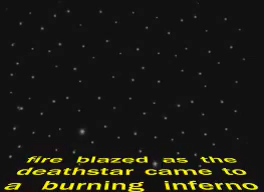 fire blazed as the
deathstar came to
a burning inferno